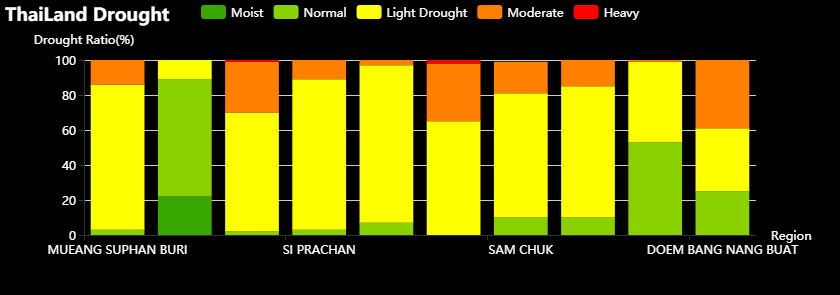 ThaiLand Drought
Moist Normal Light Drought Moderate Heavy
Drought Ratio(%)
100
80
60
40
20
0
Region
MUEANG SUPHAN BURI SI PRACHAN SAM CHUK DOEM BANG NANG BUAT